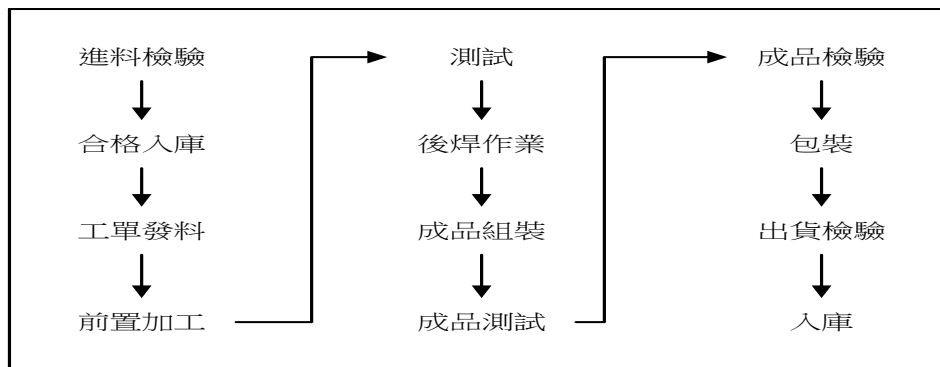 進料檢驗
合格入庫
工單發料
前置加工
測試
後焊作業
成品組裝
成品測試
成品檢驗
包裝
出貨檢驗
入庫